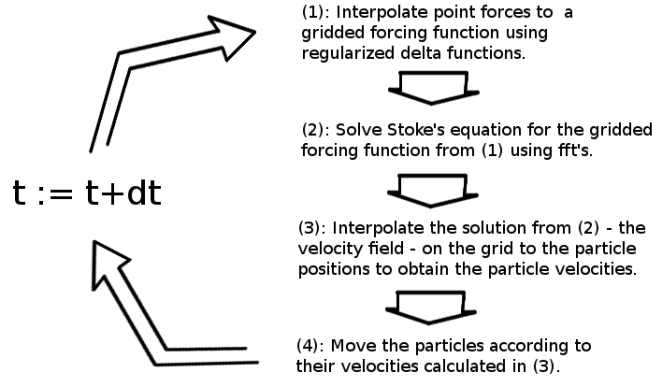 (1): Interpolate point forces to a
gridded forcing function using
regularized delta functions.
(2): Solve Stoke's equation for the gridded
forcing function from (1) using fft's.
t := t+dt
(3): Interpolate the solution from (2) - the
velocity field - on the grid to the particle
positions to obtain the particle velocities.
(4): Move the particles according to
their velocities calculated in (3).